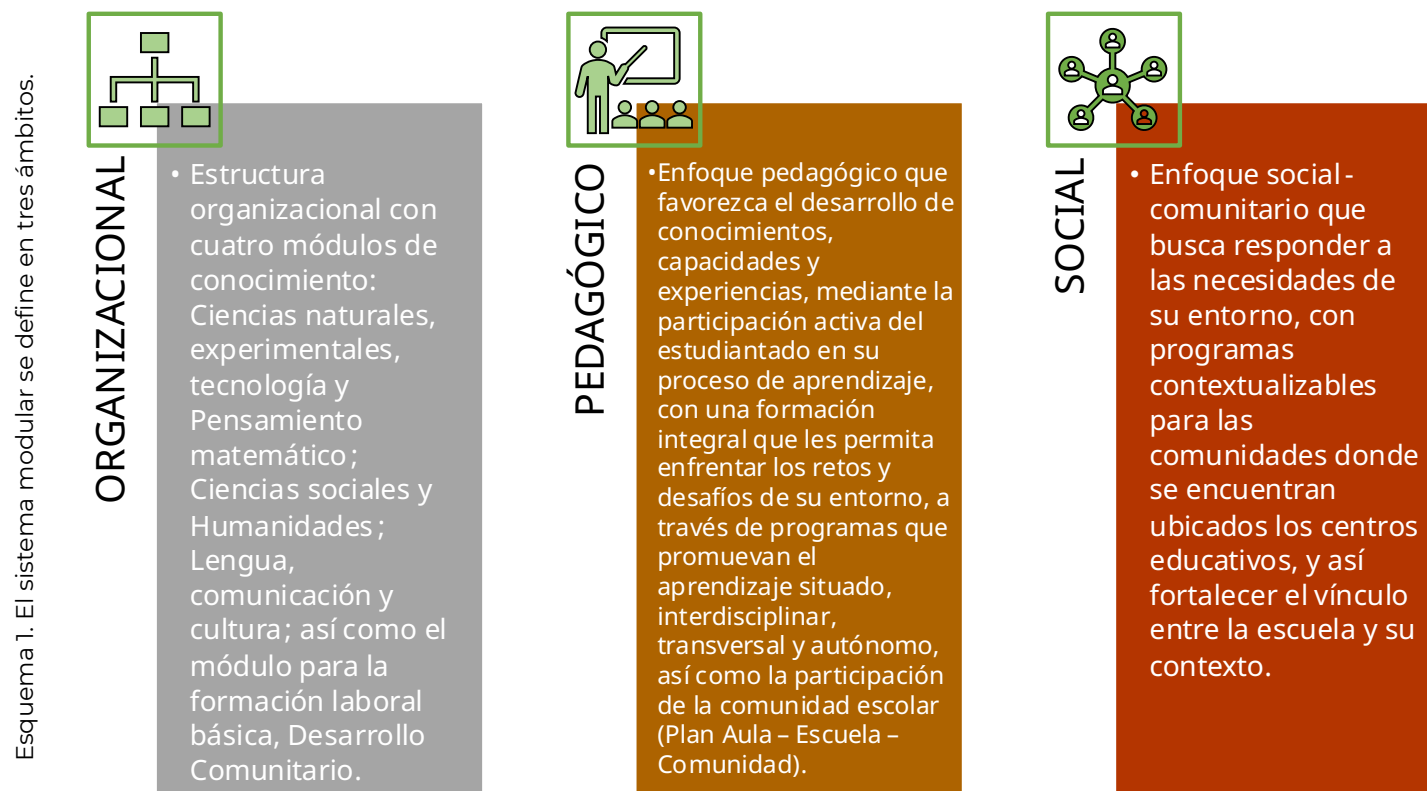 Esquema 1. El sistema modular se define en tres ámbitos.
ORGANIZACIONAL
• Estructura
organizacional con
cuatro módulos de
conocimiento:
Ciencias naturales,
experimentales,
tecnología y
Pensamiento
matemático;
Ciencias sociales y
Humanidades;
Lengua,
comunicación y
cultura; así como el
módulo para la
formación laboral
básica, Desarrollo
Comunitario.
PEDAGÓGICO
•Enfoque pedagógico que
favorezca el desarrollo de
conocimientos,
capacidades y
experiencias, mediante la
participación activa del
estudiantado en su
proceso de aprendizaje,
con una formación
integral que les permita
enfrentar los retos y
desafíos de su entorno, a
través de programas que
promuevan el
aprendizaje situado,
interdisciplinar,
transversal y autónomo,
así como la participación
de la comunidad escolar
(Plan Aula – Escuela –
Comunidad).
SOCIAL
• Enfoque social-
comunitario que
busca responder a
las necesidades de
su entorno, con
programas
contextualizables
para las
comunidades donde
se encuentran
ubicados los centros
educativos, y así
fortalecer el vínculo
entre la escuela y su
contexto.